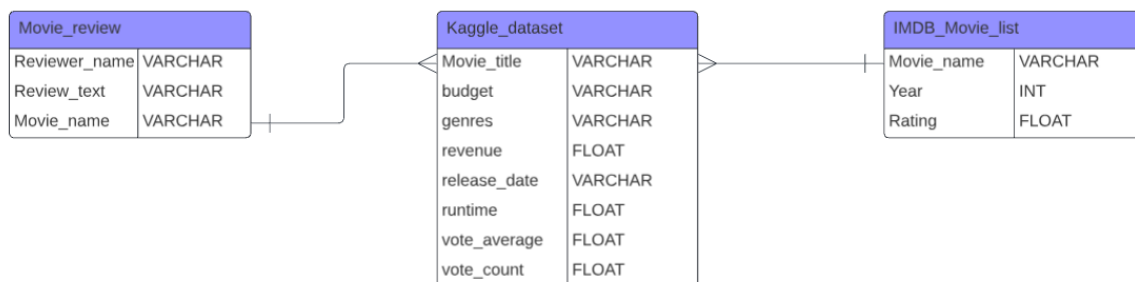 Movie_review
Reviewer_name VARCHAR
Review_text VARCHAR
Movie_name VARCHAR
Kaggle_dataset
Movie_title VARCHAR
budget VARCHAR
genres VARCHAR
revenue FLOAT
release_date VARCHAR
runtime FLOAT
vote_average FLOAT
vote_count FLOAT
IMDB_Movie_list
Movie_name VARCHAR
Year INT
Rating FLOAT